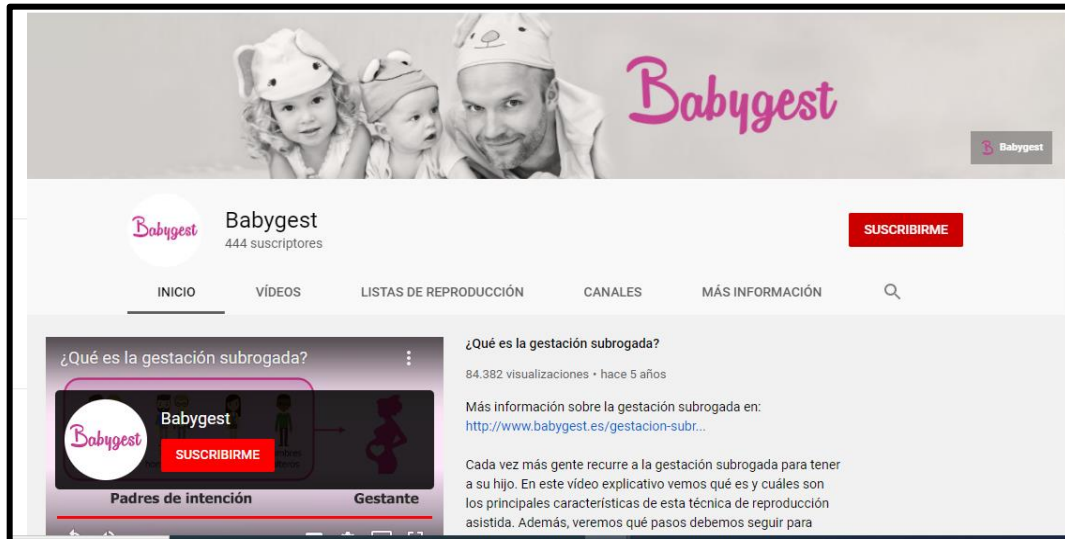 Babygest
Babygest
Babygest
Babygest
444 suscriptores
SUSCRIBIRME
INICIO VÍDEOS LISTAS DE REPRODUCCIÓN CANALES MÁS INFORMACIÓN
¿Qué es la gestación subrogada?
Babygest
Babygest
SUSCRIBIRME
Padres de intención Gestante
¿Qué es la gestación subrogada?
84.382 visualizaciones • hace 5 años
Más información sobre la gestación subrogada en:
http://www.babygest.es/gestacion-subr...
Cada vez más gente recurre a la gestación subrogada para tener
a su hijo. En este vídeo explicativo vemos qué es y cuáles son
los principales características de esta técnica de reproducción
asistida. Además, veremos qué pasos debemos seguir para